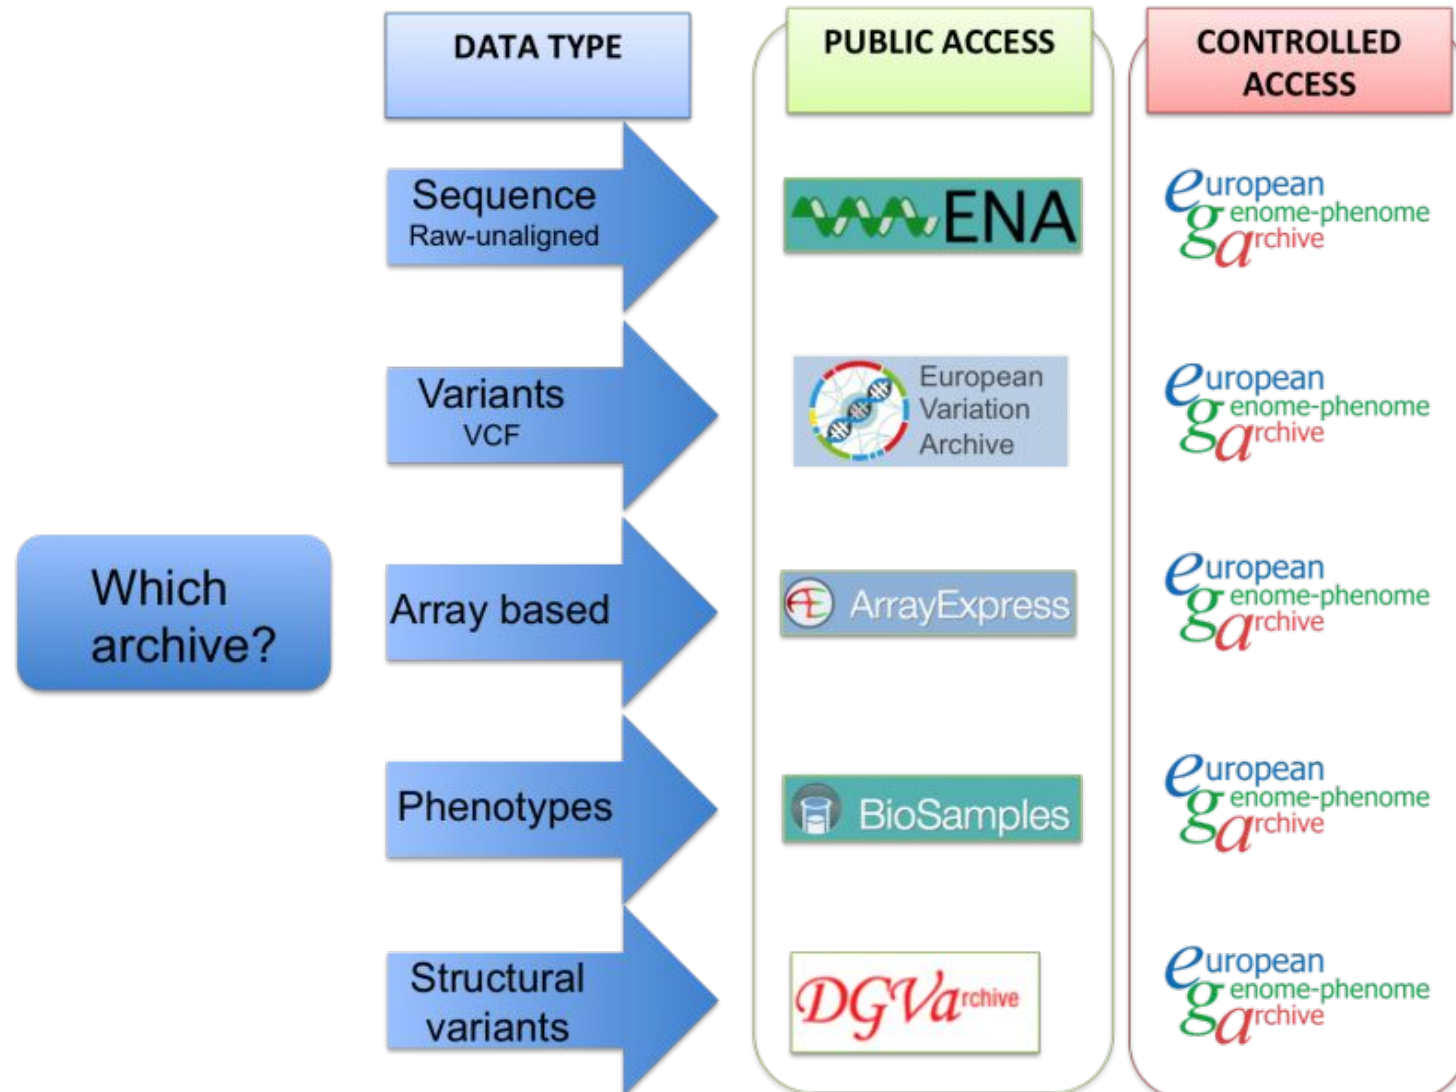 DATA TYPE
PUBLIC ACCESS
CONTROLLED
ACCESS
Which
archive?
Sequence
Raw-unaligned
ENA
european
genome-phenome
archive
Variants
VCF
European
Variation
Archive
european
genome-phenome
archive
Array based
AE ArrayExpress
european
genome-phenome
archive
Phenotypes
BioSamples
european
genome-phenome
archive
Structural
variants
DGVarchive
european
genome-phenome
archive